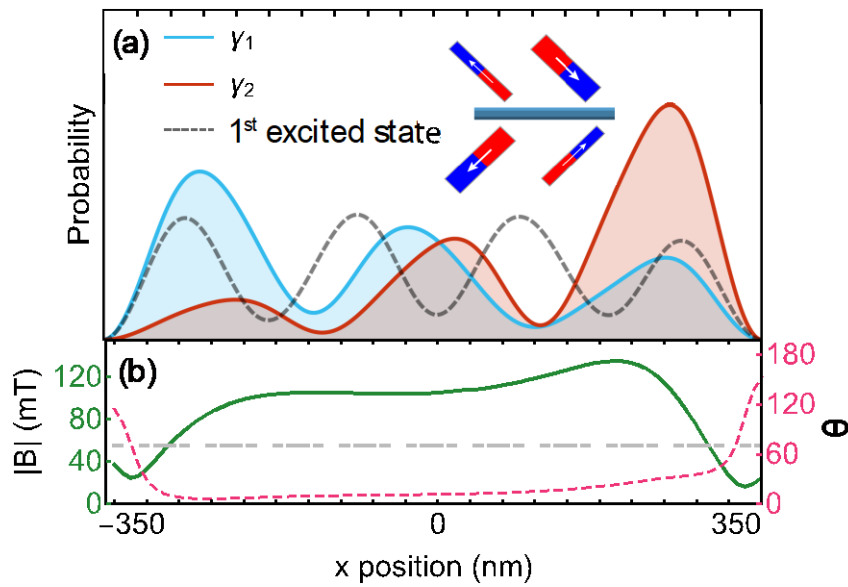 (a)
γ1
γ2
1st excited state
Probability
(b)
|B| (mT)
120
80
40
0
180
120
60
0
θ
−350
0
350
x position (nm)